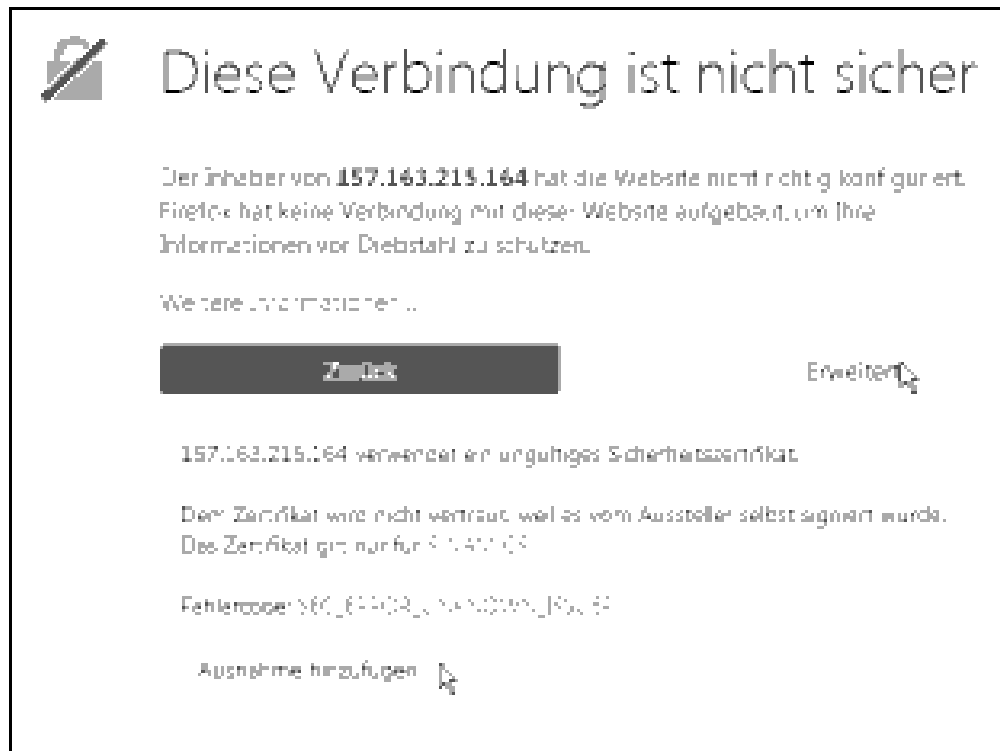 Diese Verbindung ist nicht sicher
Der Inhaber von 157.163.215.164 hat die Website nicht richtig konfiguriert.
Firefox hat keine Verbindung mit dieser Website aufgebaut, um Ihre
Informationen vor Diebstahl zu schützen.
Weitere Informationen...
Zurück
Erweitert
157.163.215.164 verwendet ein ungültiges Sicherheitszertifikat.
Dem Zertifikat wird nicht vertraut, weil es vom Aussteller selbst signiert wurde.
Das Zertifikat gilt nur für
Fehlercode:
Ausnahme hinzufügen